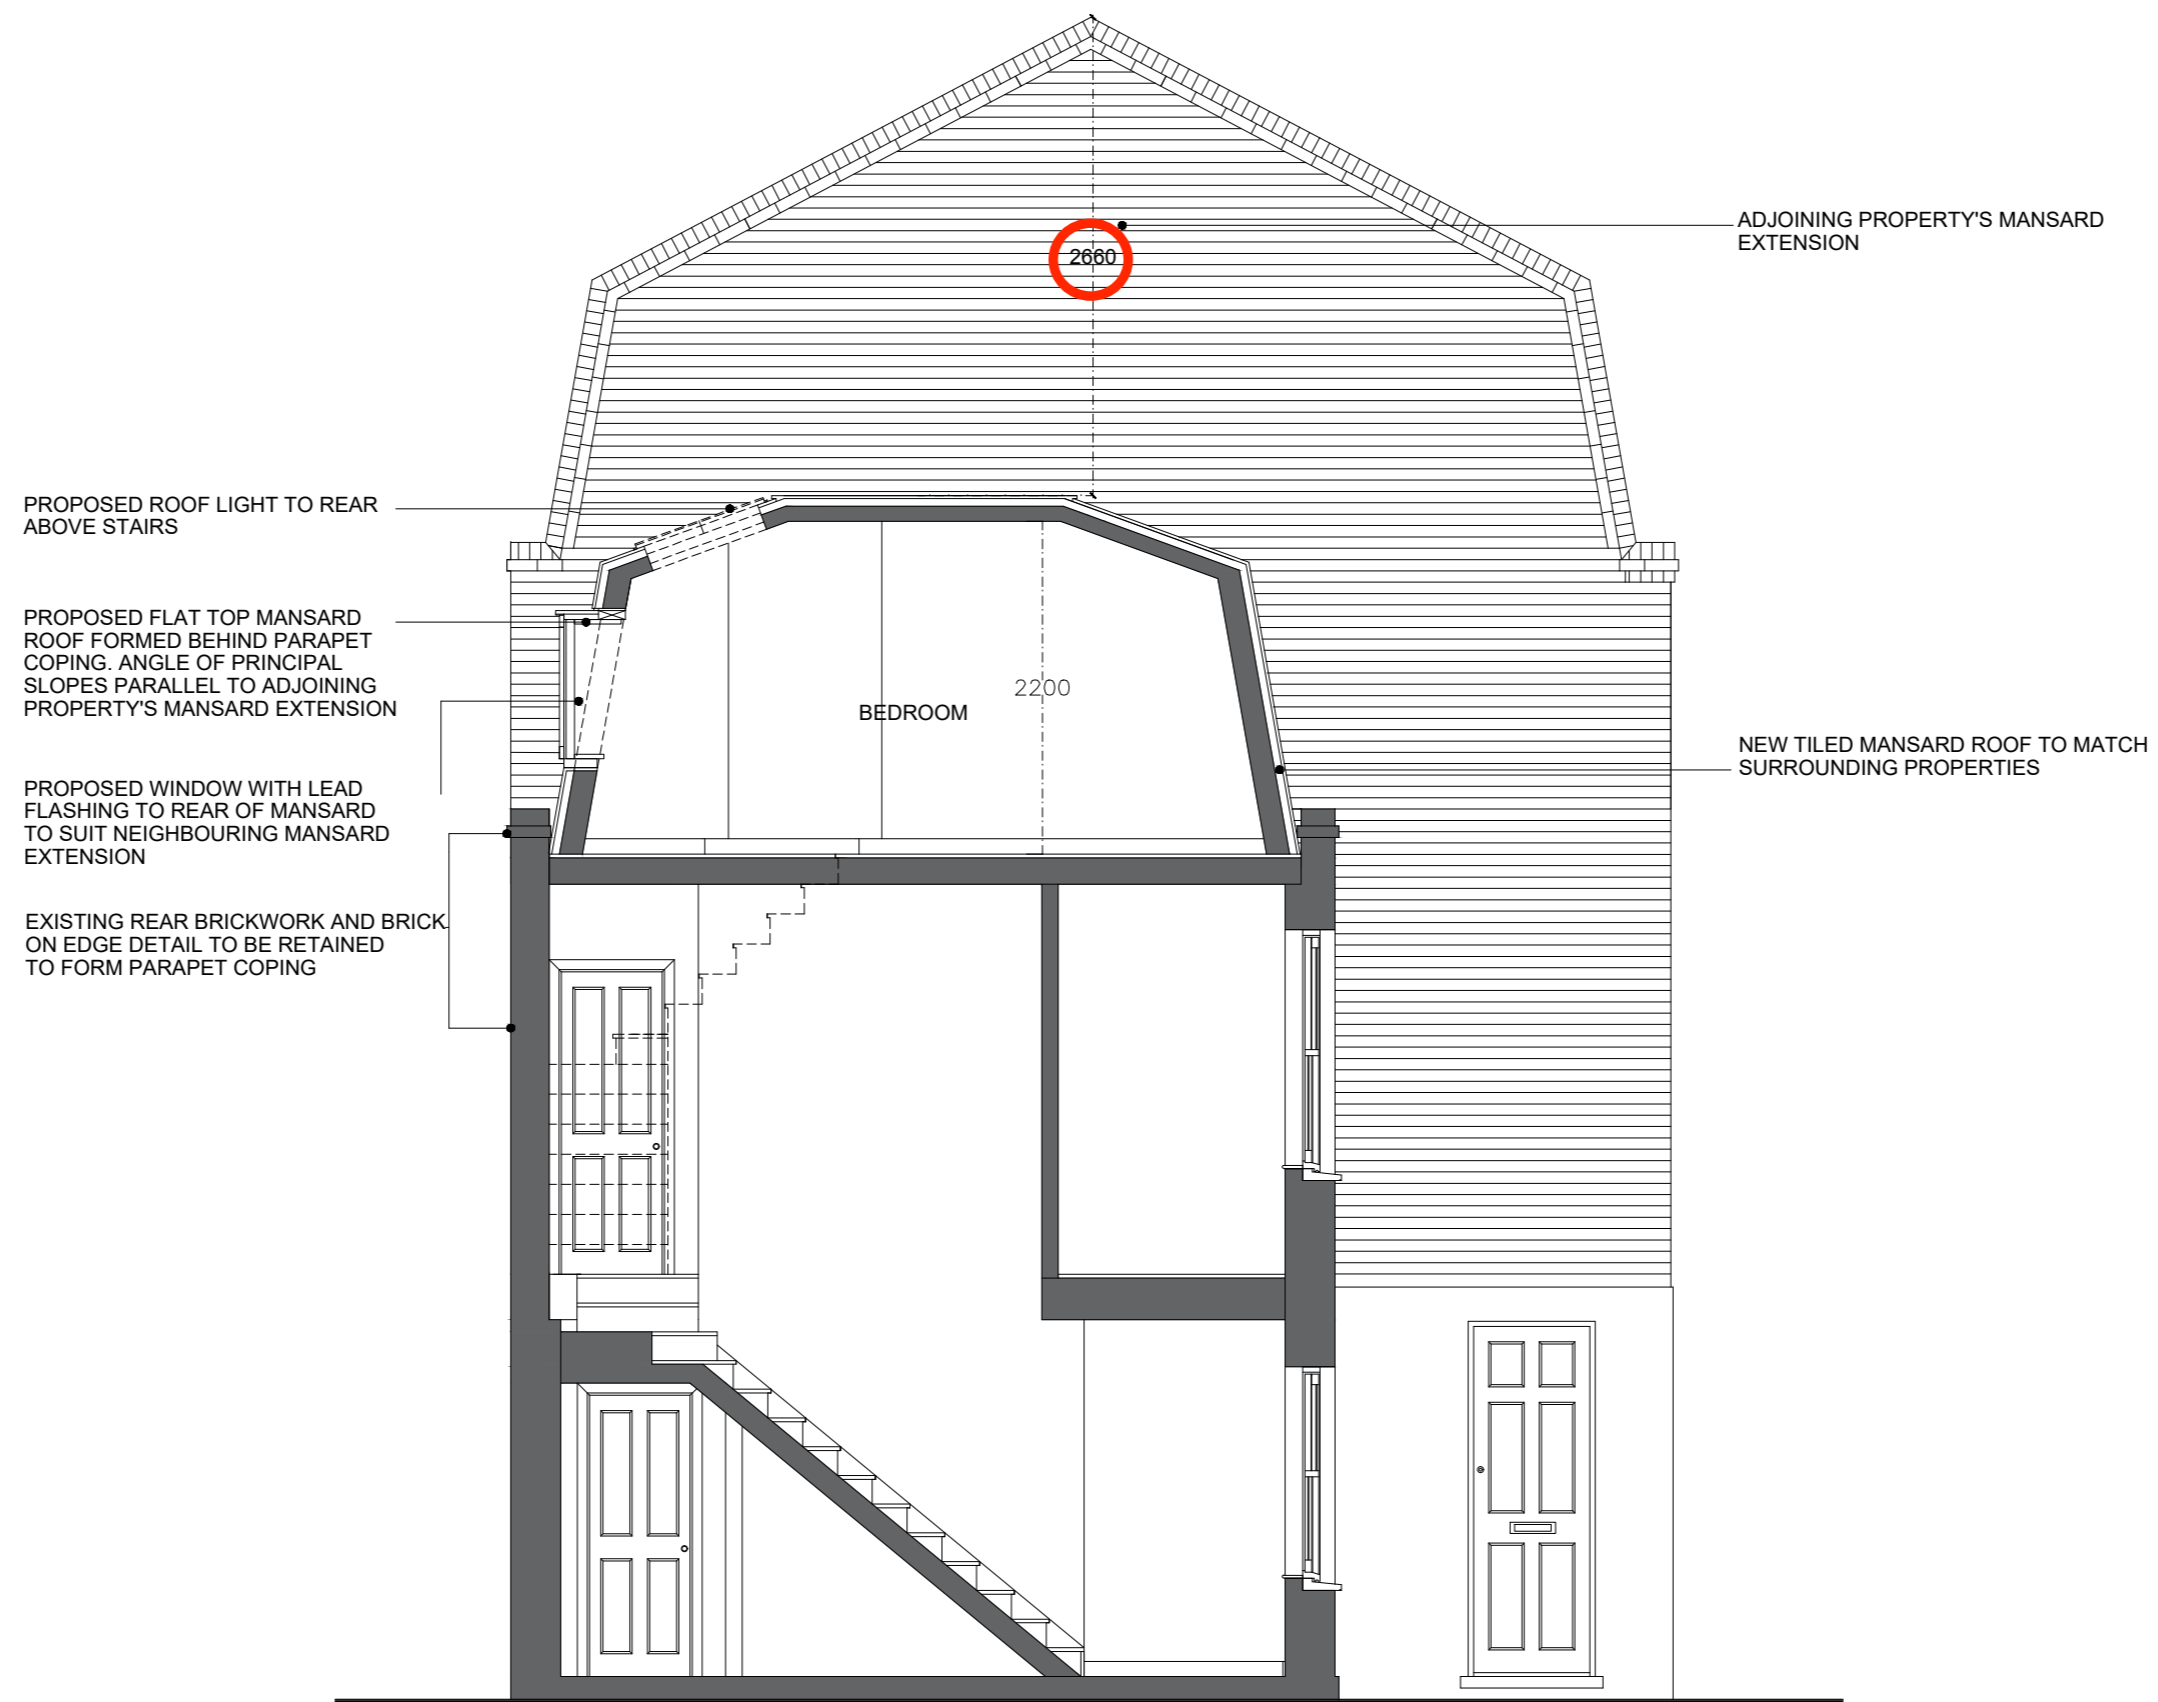 2660
ADJOINING PROPERTY'S MANSARD
EXTENSION
PROPOSED ROOF LIGHT TO REAR
ABOVE STAIRS
PROPOSED FLAT TOP MANSARD
ROOF FORMED BEHIND PARAPET
COPING. ANGLE OF PRINCIPAL
SLOPES PARALLEL TO ADJOINING
PROPERTY'S MANSARD EXTENSION
2200
BEDROOM
NEW TILED MANSARD ROOF TO MATCH
SURROUNDING PROPERTIES
PROPOSED WINDOW WITH LEAD
FLASHING TO REAR OF MANSARD
TO SUIT NEIGHBOURING MANSARD
EXTENSION
EXISTING REAR BRICKWORK AND BRICK
ON EDGE DETAIL TO BE RETAINED
TO FORM PARAPET COPING